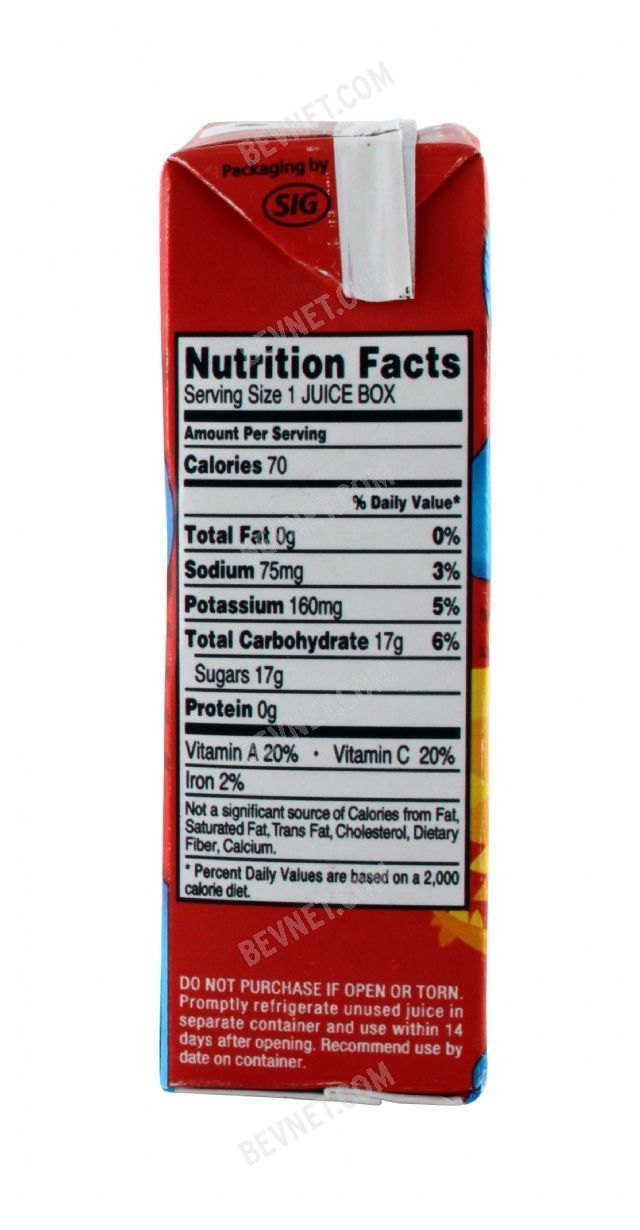 BEVNET.COM
Packaging by
SIG
BEVNET.COM
Nutrition Facts
Serving Size 1 JUICE BOX
Amount Per Serving
Calories 70
BEVNET.COM
% Daily Value*
Total Fat 0g 0%
Sodium 75mg 3%
Potassium 160mg 5%
Total Carbohydrate 17g 6%
Sugars 17g
BEVNET.COM
Protein 0g
Vitamin A 20% • Vitamin C 20%
Iron 2%
Not a significant source of Calories from Fat,
Saturated Fat, Trans Fat, Cholesterol, Dietary
Fiber, Calcium.
* Percent Daily Values are based on a 2,000
calorie diet.
BEVNET.COM
DO NOT PURCHASE IF OPEN OR TORN.
Promptly refrigerate unused juice in
separate container and use within 14
days after opening. Recommend use by
date on container.
BEVNET.COM